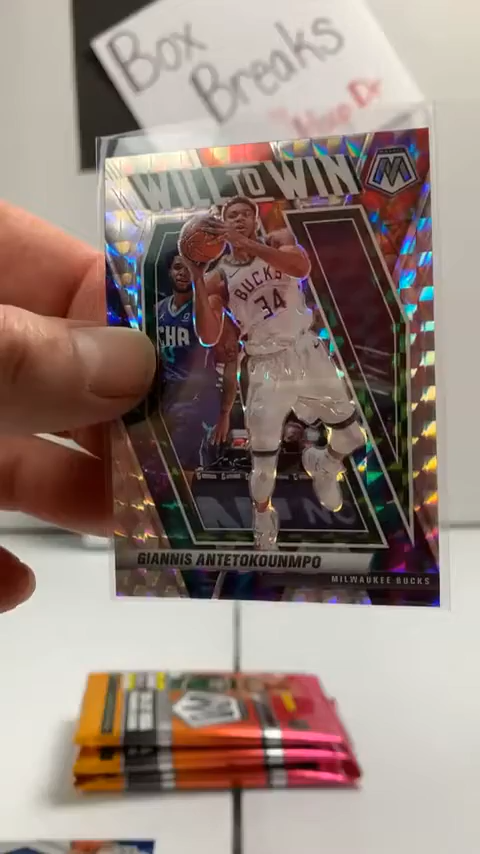 Box
Breaks
WILL TO WIN
M
BUCKS
34
CHA
GIANNIS ANTETOKOUNMPO
MILWAUKEE BUCKS